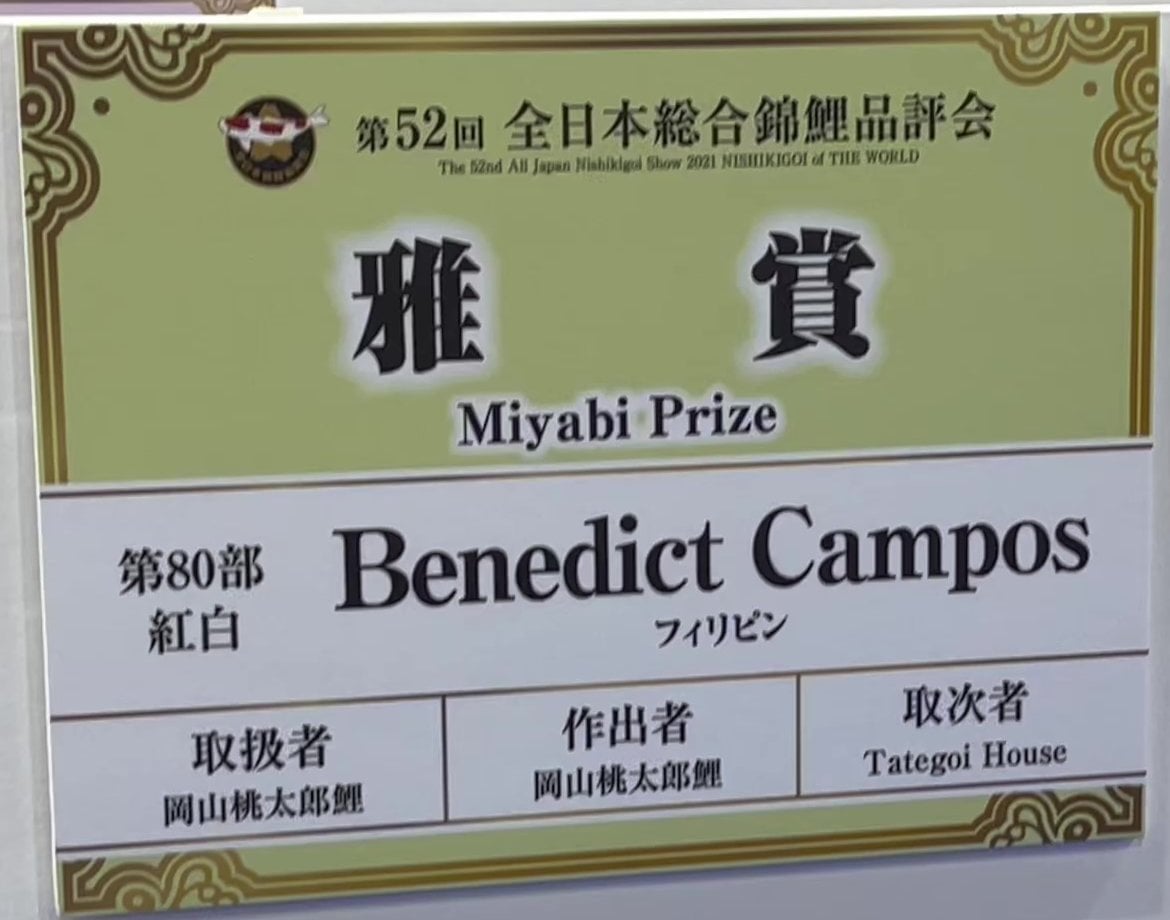 第52回 全日本総合錦鯉品評会
The 52nd All Japan Nishikigoi Show 2021 NISHIKIGOI of THE WORLD
雅 賞
Miyabi Prize
第80部
紅白
Benedict Campos
フィリピン
取扱者
岡山桃太郎鯉
作出者
岡山桃太郎鯉
取次者
Tategoi House